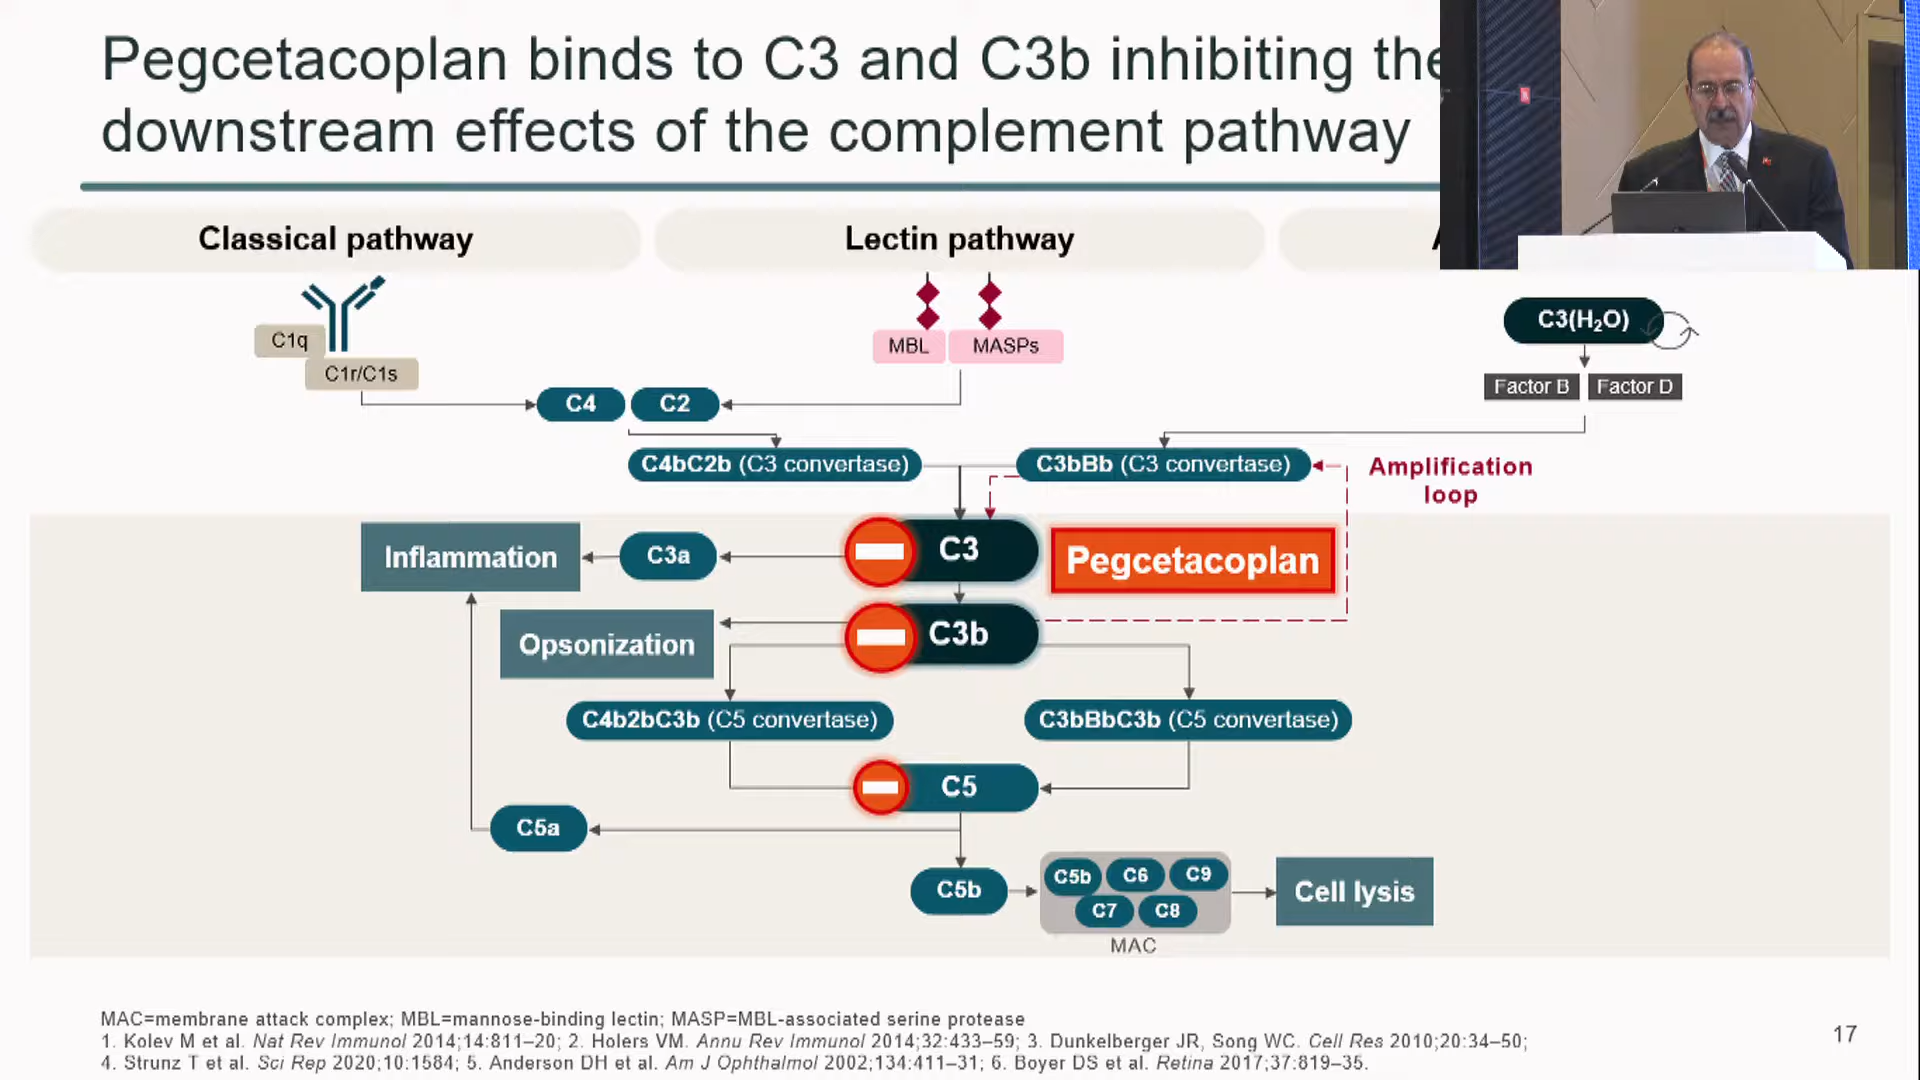 Pegcetacoplan binds to C3 and C3b inhibiting the
downstream effects of the complement pathway
Classical pathway
Lectin pathway
C1q
C1r/C1s
MBL
MASPs
C3(H₂O)
Factor B
Factor D
C4
C2
C4bC2b (C3 convertase)
C3bBb (C3 convertase)
Amplification
loop
Inflammation
C3a
C3
Pegcetacoplan
Opsonization
C3b
C4b2bC3b (C5 convertase)
C3bBbC3b (C5 convertase)
C5
C5a
C5b
C5b
C6
C9
C7
C8
MAC
Cell lysis
MAC=membrane attack complex; MBL=mannose-binding lectin; MASP=MBL-associated serine protease
1. Kolev M et al. Nat Rev Immunol 2014;14:811–20; 2. Holers VM. Annu Rev Immunol 2014;32:433–59; 3. Dunkelberger JR, Song WC. Cell Res 2010;20:34–50;
4. Strunz T et al. Sci Rep 2020;10:1584; 5. Anderson DH et al. Am J Ophthalmol 2002;134:411–31; 6. Boyer DS et al. Retina 2017;37:819–35.
17